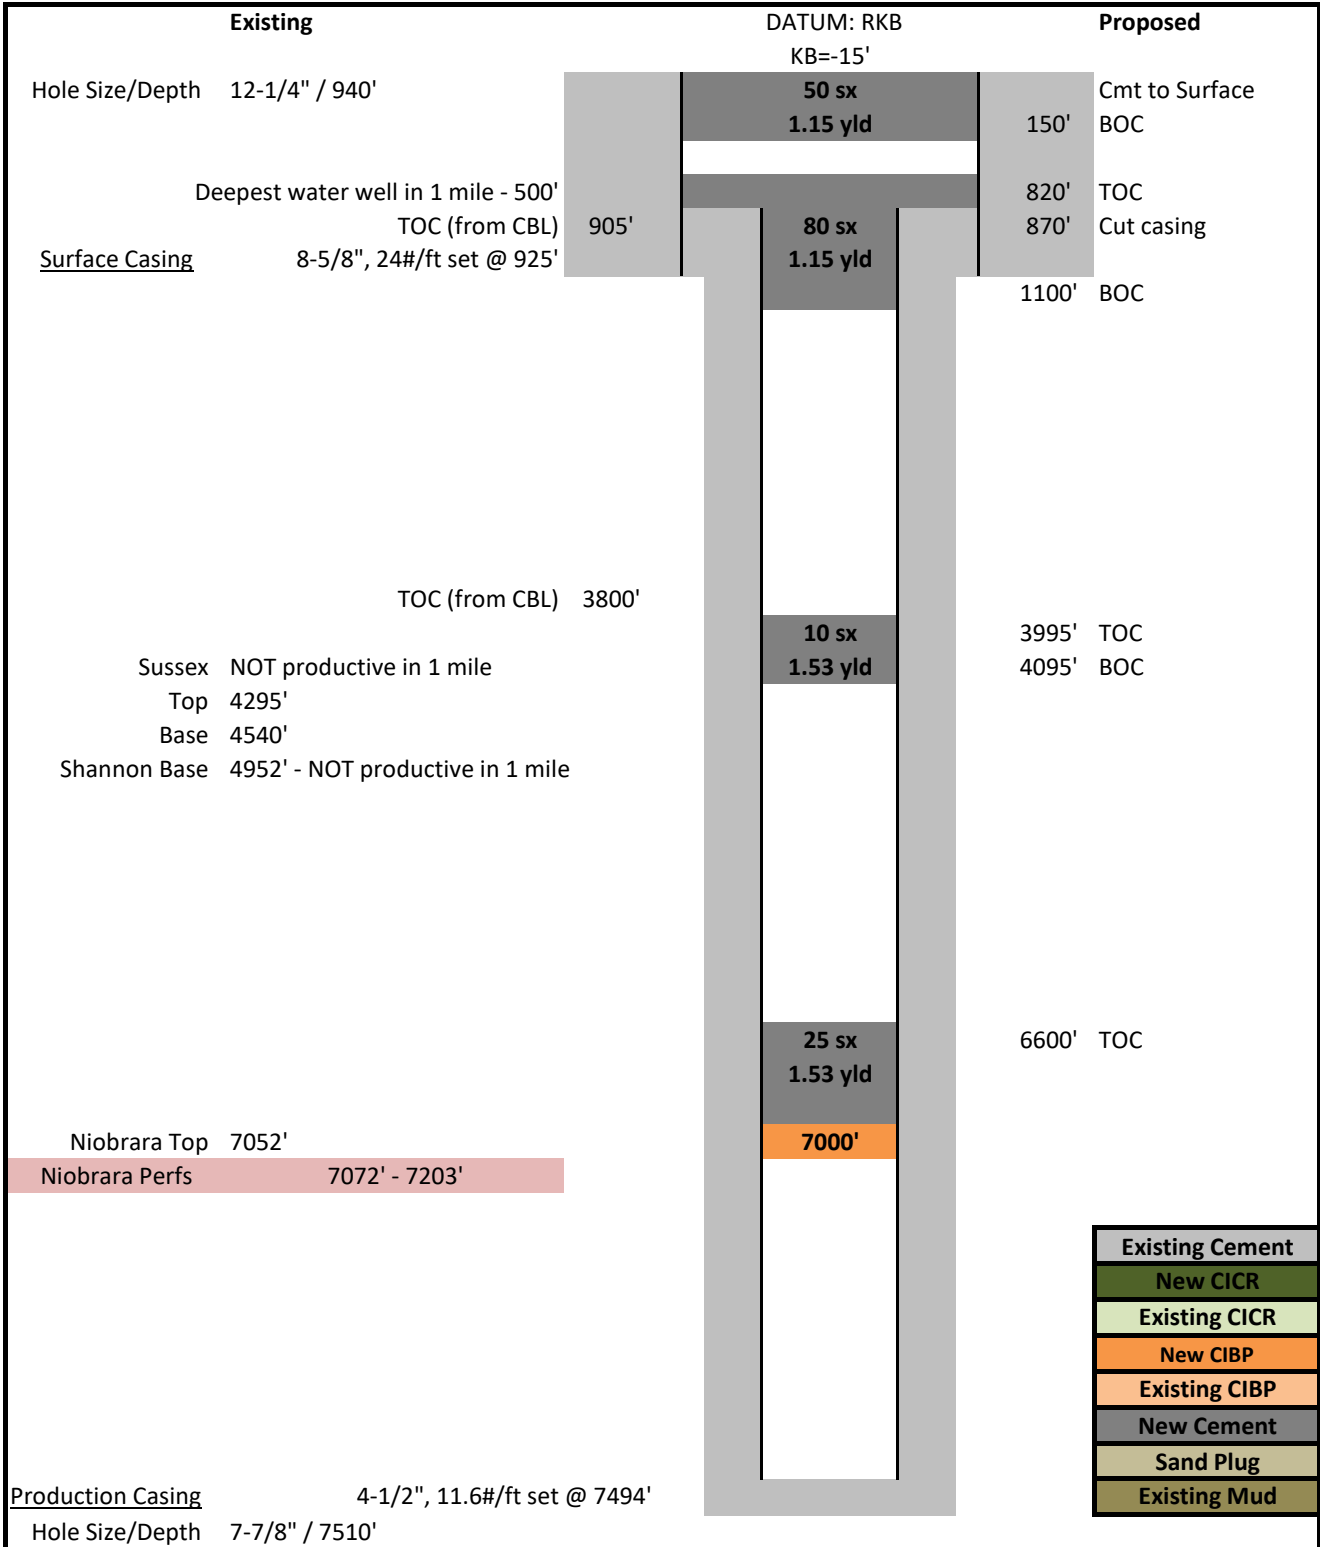 Existing DATUM: RKB Proposed
KB=-15'
Hole Size/Depth 12-1/4" / 940' 50 sx Cmt to Surface
1.15 yld 150' BOC
Deepest water well in 1 mile - 500' 820' TOC
TOC (from CBL) 905' 80 sx 870' Cut casing
Surface Casing 8-5/8", 24#/ft set @ 925' 1.15 yld
1100' BOC
TOC (from CBL) 3800'
10 sx 3995' TOC
Sussex NOT productive in 1 mile 1.53 yld 4095' BOC
Top 4295'
Base 4540'
Shannon Base 4952' - NOT productive in 1 mile
25 sx 6600' TOC
1.53 yld
Niobrara Top 7052' 7000'
Niobrara Perfs 7072' - 7203'
Existing Cement
New CICR
Existing CICR
New CIBP
Existing CIBP
New Cement
Sand Plug
Production Casing 4-1/2", 11.6#/ft set @ 7494' Existing Mud
Hole Size/Depth 7-7/8" / 7510'